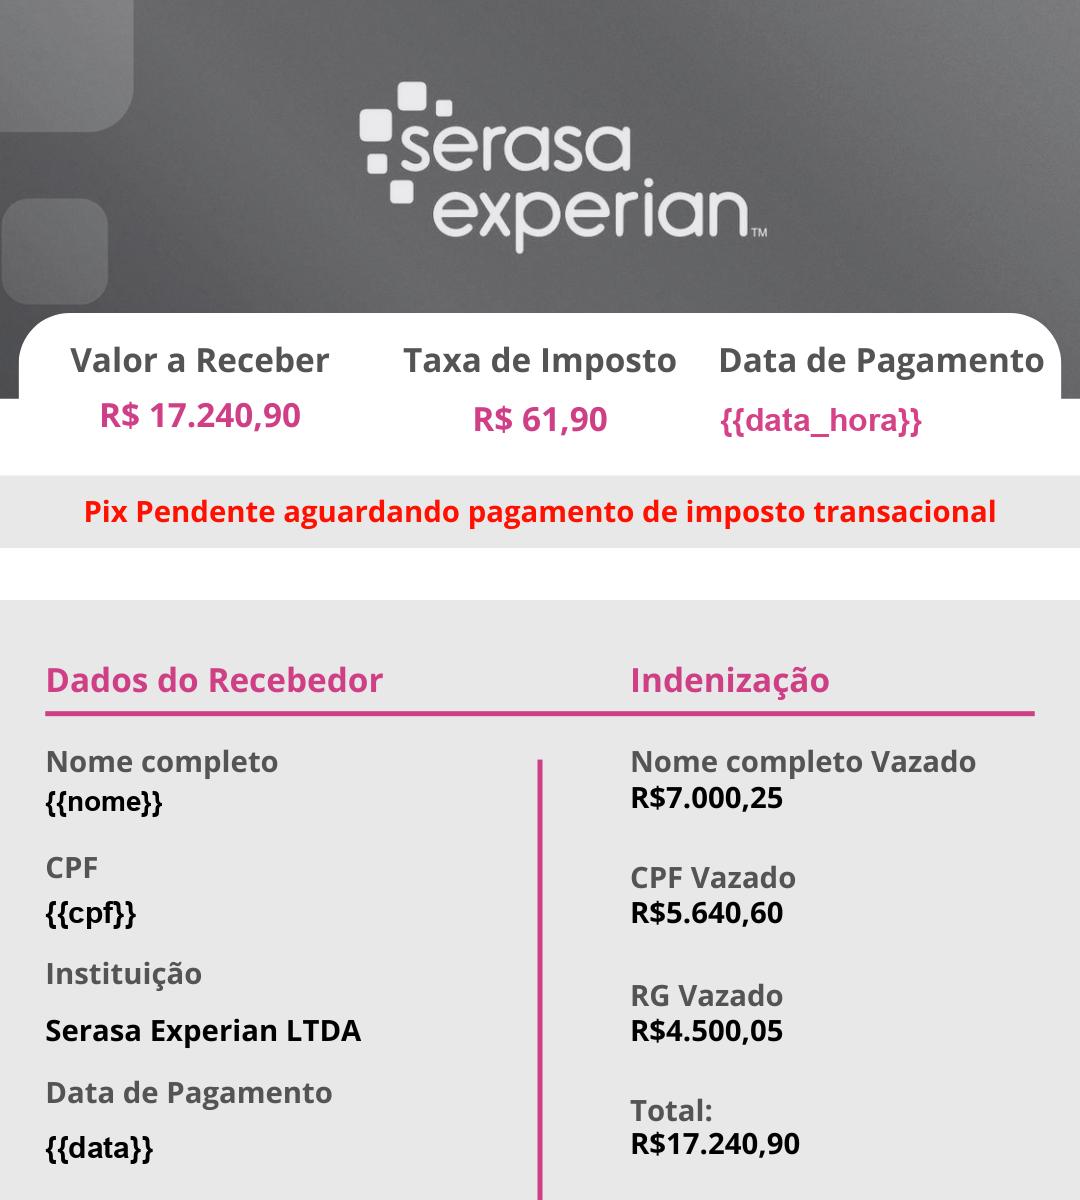 serasa
experian™
Valor a Receber
R$ 17.240,90
Taxa de Imposto
R$ 61,90
Data de Pagamento
{{data_hora}}
Pix Pendente aguardando pagamento de imposto transacional
Dados do Recebedor
Nome completo
{{nome}}
CPF
{{cpf}}
Instituição
Serasa Experian LTDA
Data de Pagamento
{{data}}
Indenização
Nome completo Vazado
R$7.000,25
CPF Vazado
R$5.640,60
RG Vazado
R$4.500,05
Total:
R$17.240,90